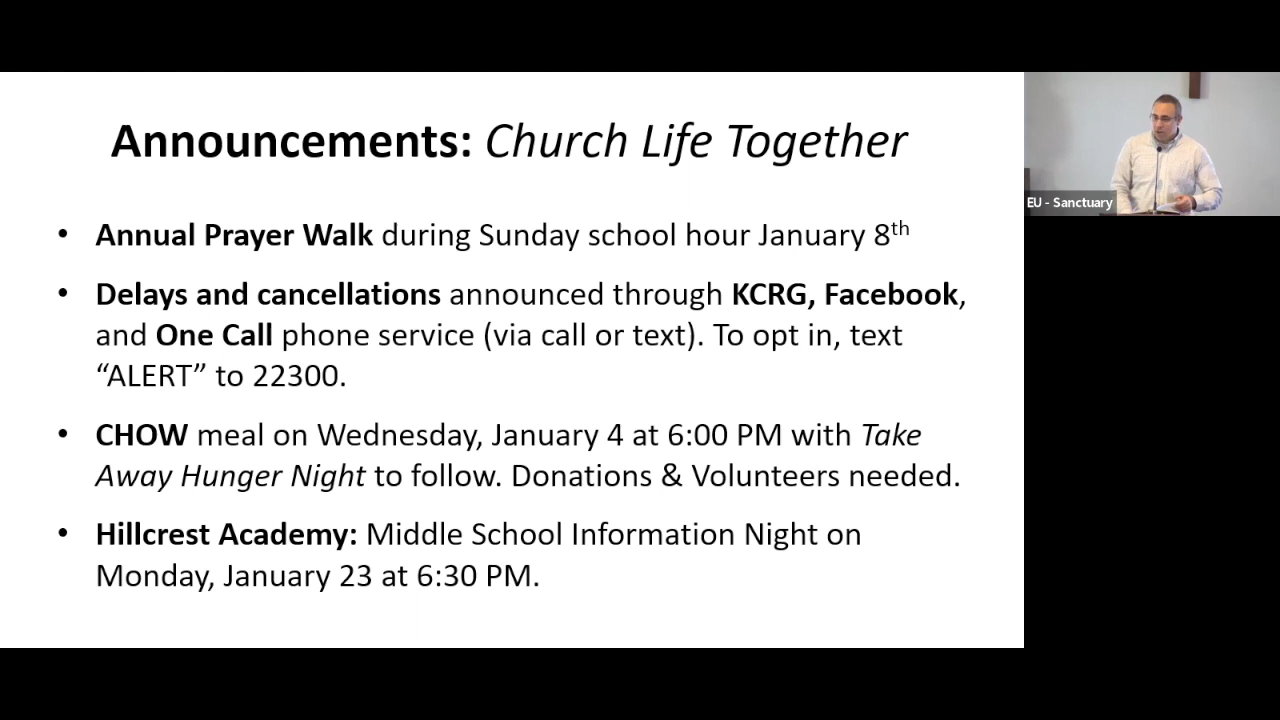 Announcements: Church Life Together
EU - Sanctuary
• Annual Prayer Walk during Sunday school hour January 8th
• Delays and cancellations announced through KCRG, Facebook,
and One Call phone service (via call or text). To opt in, text
“ALERT” to 22300.
• CHOW meal on Wednesday, January 4 at 6:00 PM with Take
Away Hunger Night to follow. Donations & Volunteers needed.
• Hillcrest Academy: Middle School Information Night on
Monday, January 23 at 6:30 PM.